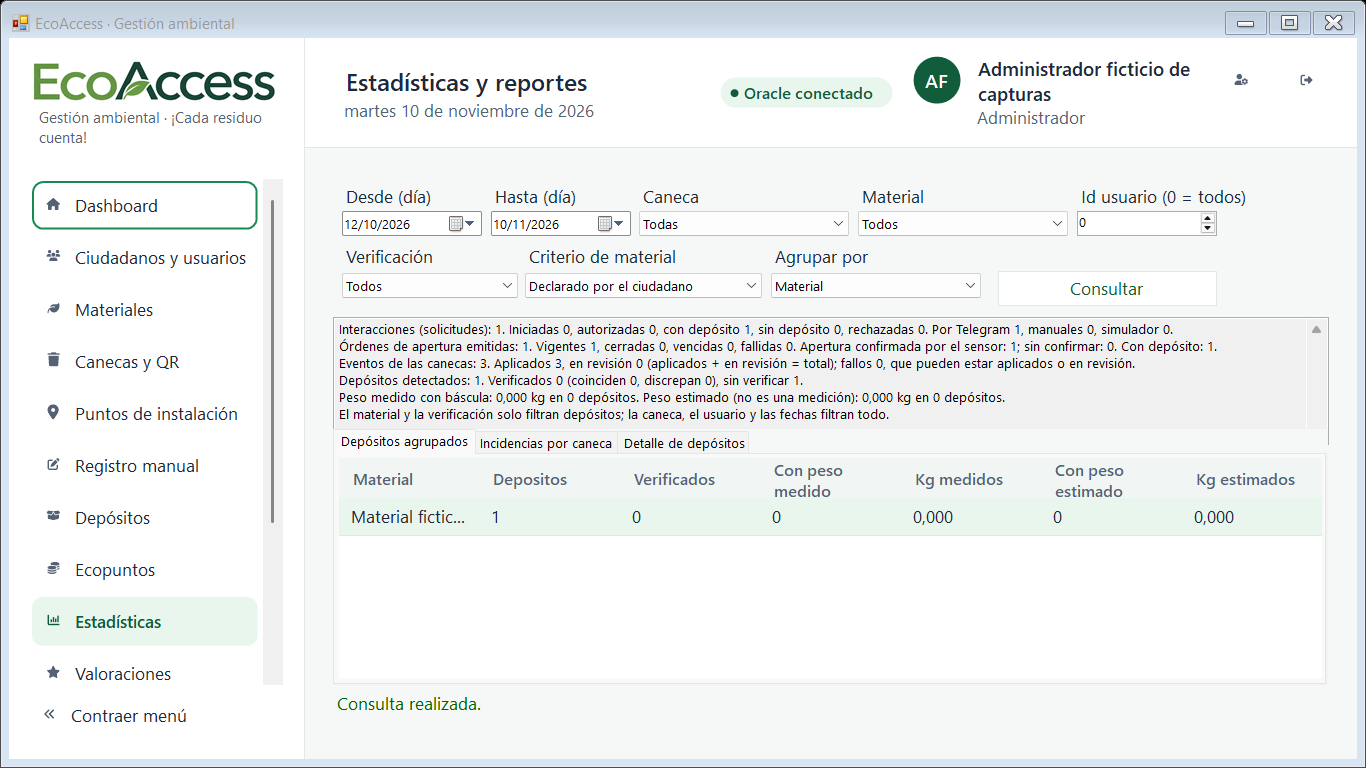 EcoAccess · Gestión ambiental
EcoAccess
Gestión ambiental · ¡Cada residuo
cuenta!
Dashboard
Ciudadanos y usuarios
Materiales
Canecas y QR
Puntos de instalación
Registro manual
Depósitos
Ecopuntos
Estadísticas
Valoraciones
Contraer menú
Estadísticas y reportes
martes 10 de noviembre de 2026
Oracle conectado
AF
Administrador ficticio de
capturas
Administrador
Desde (día)
Hasta (día)
Caneca
Material
Id usuario (0 = todos)
12/10/2026
10/11/2026
Todas
Todos
0
Verificación
Criterio de material
Agrupar por
Todos
Declarado por el ciudadano
Material
Consultar
Interacciones (solicitudes): 1. Iniciadas 0, autorizadas 0, con depósito 1, sin depósito 0, rechazadas 0. Por Telegram 1, manuales 0, simulador 0.
Órdenes de apertura emitidas: 1. Vigentes 1, cerradas 0, vencidas 0, fallidas 0. Apertura confirmada por el sensor: 1; sin confirmar: 0. Con depósito: 1.
Eventos de las canecas: 3. Aplicados 3, en revisión 0 (aplicados + en revisión = total); fallos 0, que pueden estar aplicados o en revisión.
Depósitos detectados: 1. Verificados 0 (coinciden 0, discrepan 0), sin verificar 1.
Peso medido con báscula: 0,000 kg en 0 depósitos. Peso estimado (no es una medición): 0,000 kg en 0 depósitos.
El material y la verificación solo filtran depósitos; la caneca, el usuario y las fechas filtran todo.
Depósitos agrupados
Incidencias por caneca
Detalle de depósitos
Material
Depositos
Verificados
Con peso
medido
Kg medidos
Con peso
estimado
Kg estimados
Material fictic...
1
0
0
0,000
0
0,000
Consulta realizada.